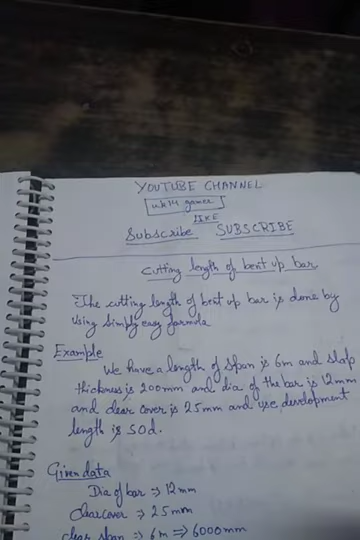 YOUTUBE CHANNEL
uk14 gamer
LIKE
Subscribe SUBSCRIBE
Cutting length of bent up bar
The cutting length of bent up bar is done by
using simply easy formula
Example
We have a length of span is 6m and slab
thickness is 200mm and dia of the bar is 12mm
and clear cover is 25mm and use development
length is 50d.
Given data
Dia of bar ⇒ 12mm
clear cover ⇒ 25mm
clear span ⇒ 6m ⇒ 6000mm